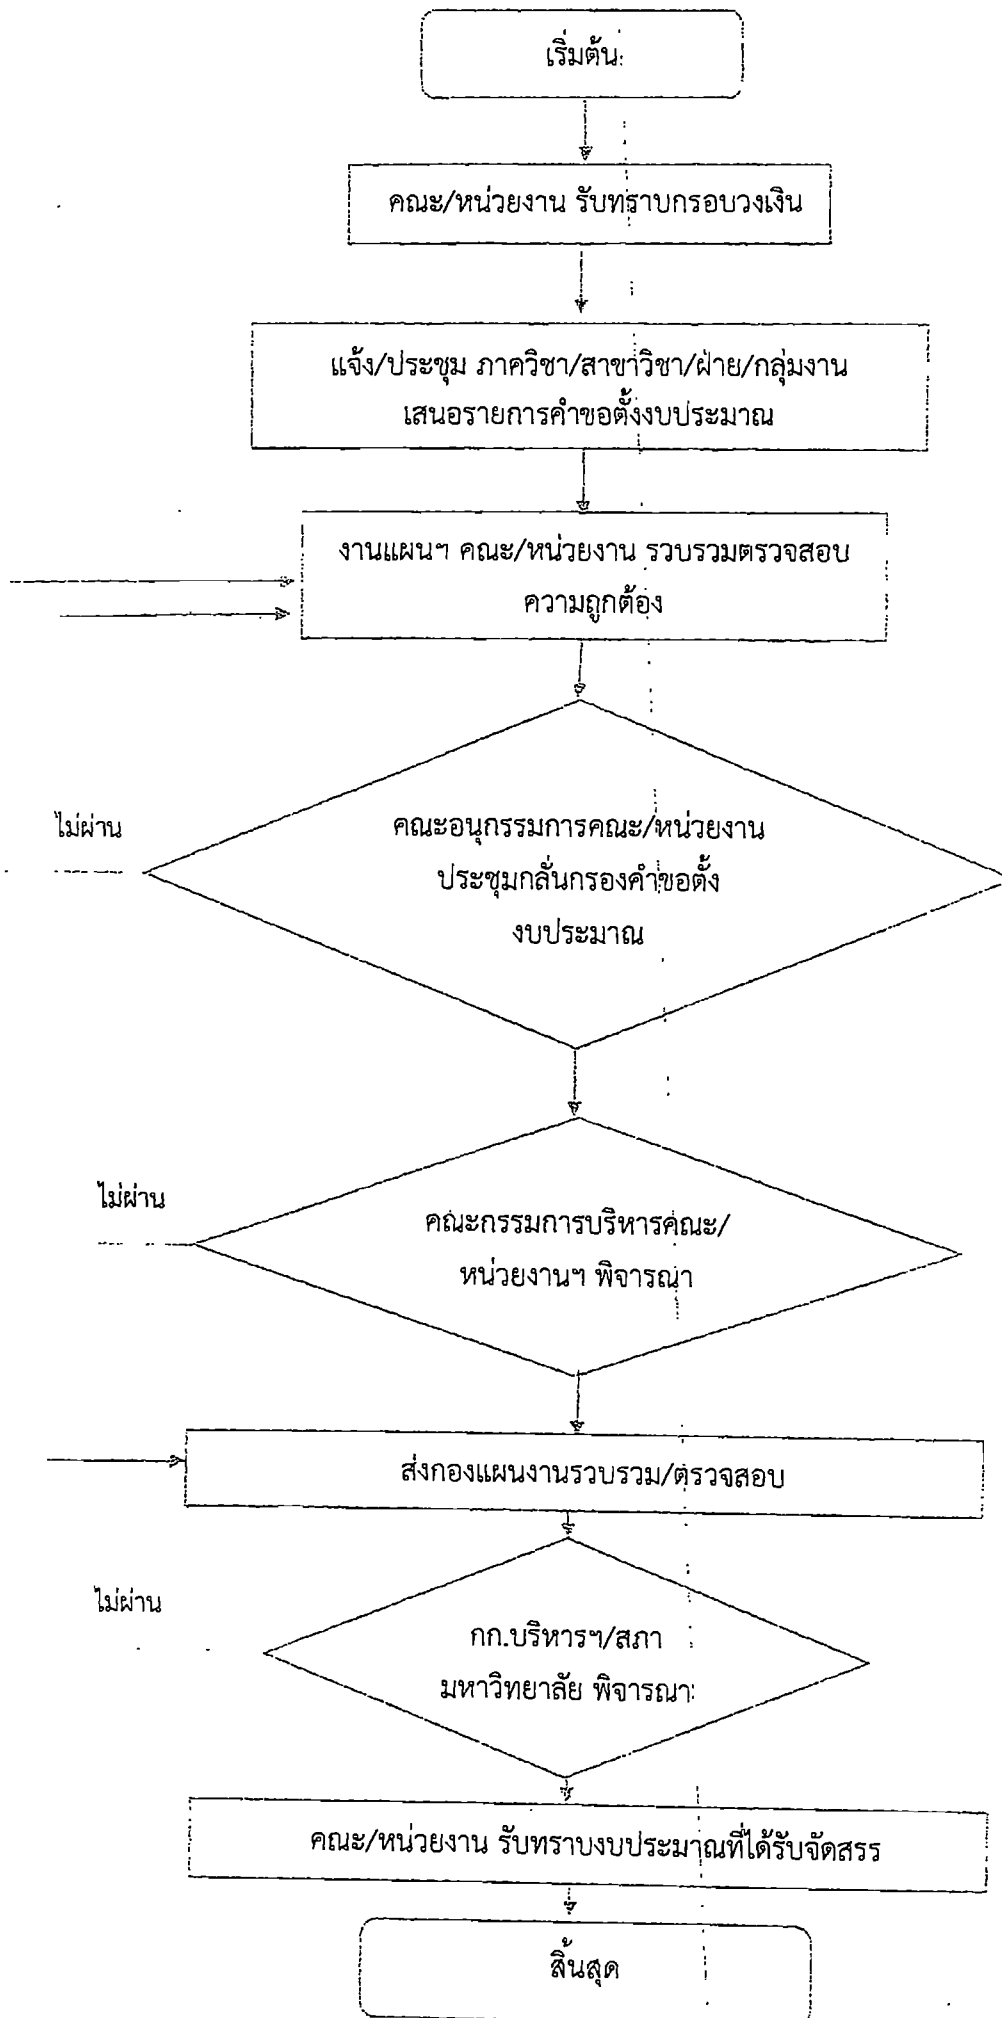 เริ่มต้น
คณะ/หน่วยงาน รับทราบกรอบวงเงิน
แจ้ง/ประชุม ภาควิชา/สาขาวิชา/ฝ่าย/กลุ่มงาน
เสนอรายการคำขอตั้งงบประมาณ
งานแผนฯ คณะ/หน่วยงาน รวบรวมตรวจสอบ
ความถูกต้อง
ไม่ผ่าน
คณะอนุกรรมการคณะ/หน่วยงาน
ประชุมกลั่นกรองคำขอตั้ง
งบประมาณ
ไม่ผ่าน
คณะกรรมการบริหารคณะ/
หน่วยงานฯ พิจารณา
ส่งกองแผนงานรวบรวม/ตรวจสอบ
ไม่ผ่าน
กก.บริหารฯ/สภา
มหาวิทยาลัย พิจารณา
คณะ/หน่วยงาน รับทราบงบประมาณที่ได้รับจัดสรร
สิ้นสุด